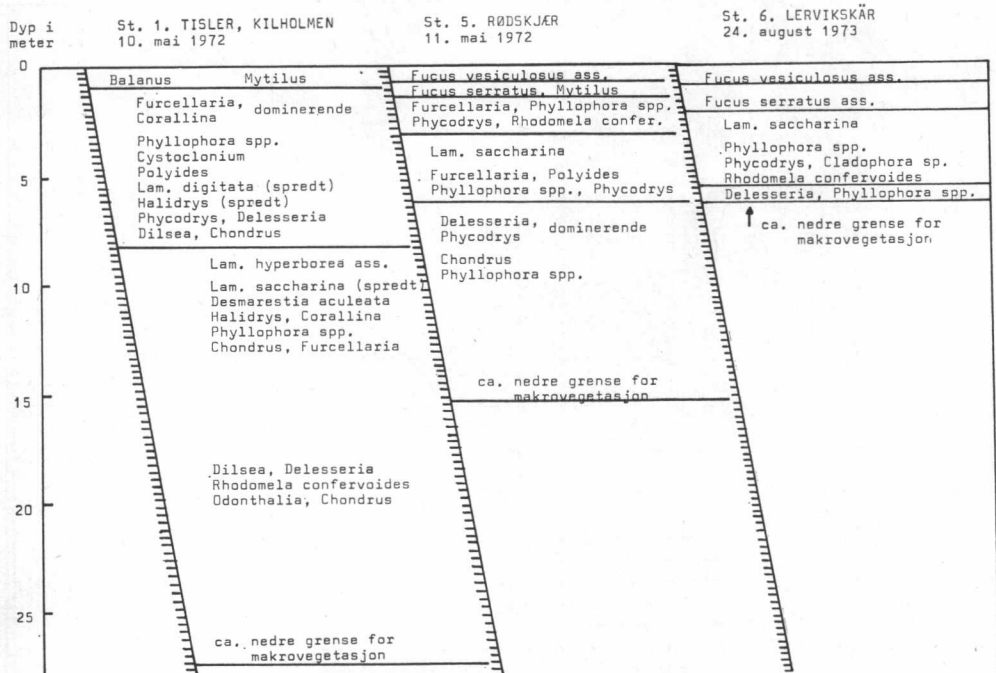 Dyp i
meter
0
5
10
15
20
25
St. 1. TISLER, KILHOLMEN
10. mai 1972
Balanus Mytilus
Furcellaria,
Corallina
dominerende
Phyllophora spp.
Cystoclonium
Polyides
Lam. digitata (spredt)
Halidrys (spredt)
Phycodrys, Delesseria
Dilsea, Chondrus
Lam. hyperborea ass.
Lam. saccharina (spredt)
Desmarestia aculeata
Halidrys, Corallina
Phyllophora spp.
Chondrus, Furcellaria
Dilsea, Delesseria
Rhodomela confervoides
Odonthalia, Chondrus
ca. nedre grense for
makrovegetasjon
St. 5. RØDSKJÆR
11. mai 1972
Fucus vesiculosus ass.
Fucus serratus, Mytilus
Furcellaria, Phyllophora spp.
Phycodrys, Rhodomela confer.
Lam. saccharina
Furcellaria, Polyides
Phyllophora spp., Phycodrys
Delesseria,
Phycodrys
dominerende
Chondrus
Phyllophora spp.
ca. nedre grense for
makrovegetasjon
St. 6. LERVIKSKÄR
24. august 1973
Fucus vesiculosus ass.
Fucus serratus ass.
Lam. saccharina
Phyllophora spp.
Phycodrys, Cladophora sp.
Rhodomela confervoides
Delesseria, Phyllophora spp.
ca. nedre grense for
makrovegetasjon